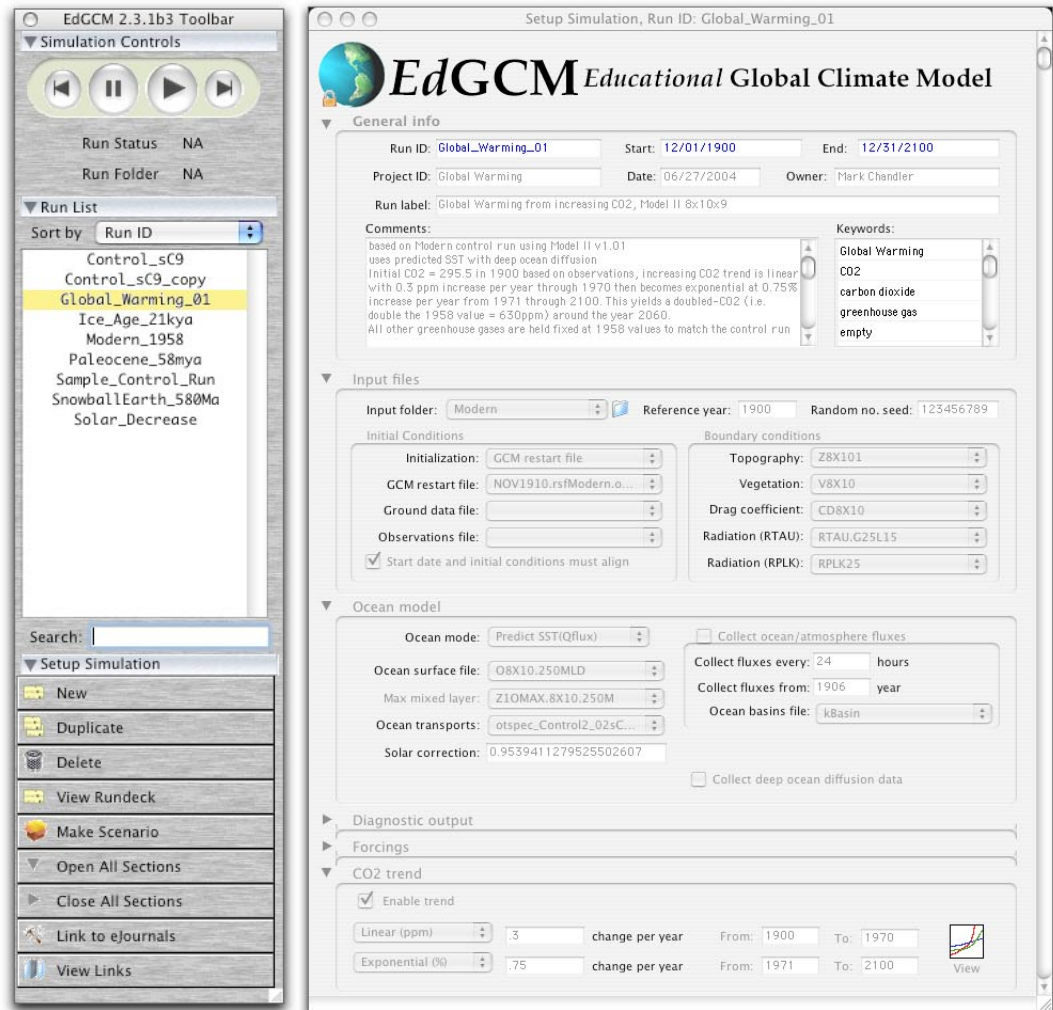 EdGCM 2.3.1b3 Toolbar
Simulation Controls
Run Status NA
Run Folder NA
Run List
Sort by Run ID
Control_sC9
Control_sC9_copy
Global_Warming_01
Ice_Age_21kya
Modern_1958
Paleocene_58mya
Sample_Control_Run
SnowballEarth_580Ma
Solar_Decrease
Search:
Setup Simulation
New
Duplicate
Delete
View Rundeck
Make Scenario
Open All Sections
Close All Sections
Link to eJournals
View Links
Setup Simulation, Run ID: Global_Warming_01
EdGCM Educational Global Climate Model
General info
Run ID: Global_Warming_01 Start: 12/01/1900 End: 12/31/2100
Project ID: Global Warming Date: 06/27/2004 Owner: Mark Chandler
Run label: Global Warming from increasing CO2, Model II 8x10x9
Comments:
based on Modern control run using Model II v1.01
uses predicted SST with deep ocean diffusion
Initial CO2 = 295.5 in 1900 based on observations, increasing CO2 trend is linear
with 0.3 ppm increase per year through 1970 then becomes exponential at 0.75%
increase per year from 1971 through 2100. This yields a doubled-CO2 (i.e.
double the 1958 value = 630ppm) around the year 2060.
All other greenhouse gases are held fixed at 1958 values to match the control run
Keywords:
Global Warming
CO2
carbon dioxide
greenhouse gas
empty
Input files
Input folder: Modern Reference year: 1900 Random no. seed: 123456789
Initial Conditions
Initialization: GCM restart file
GCM restart file: NOV1910.rsfModern.o...
Ground data file:
Observations file:
Start date and initial conditions must align
Boundary conditions
Topography: Z8X101
Vegetation: V8X10
Drag coefficient: CD8X10
Radiation (RTAU): RTAU.G25L15
Radiation (RPLK): RPLK25
Ocean model
Ocean mode: Predict SST(Qflux)
Ocean surface file: O8X10.250MLD
Max mixed layer: Z1OMAX.8X10.250M
Ocean transports: otspec_Control2_02sC...
Solar correction: 0.9539411279525502607
Collect ocean/atmosphere fluxes
Collect fluxes every: 24 hours
Collect fluxes from: 1906 year
Ocean basins file: kBasin
Collect deep ocean diffusion data
Diagnostic output
Forcings
CO2 trend
Enable trend
Linear (ppm) .3 change per year From: 1900 To: 1970
Exponential (%) .75 change per year From: 1971 To: 2100
View